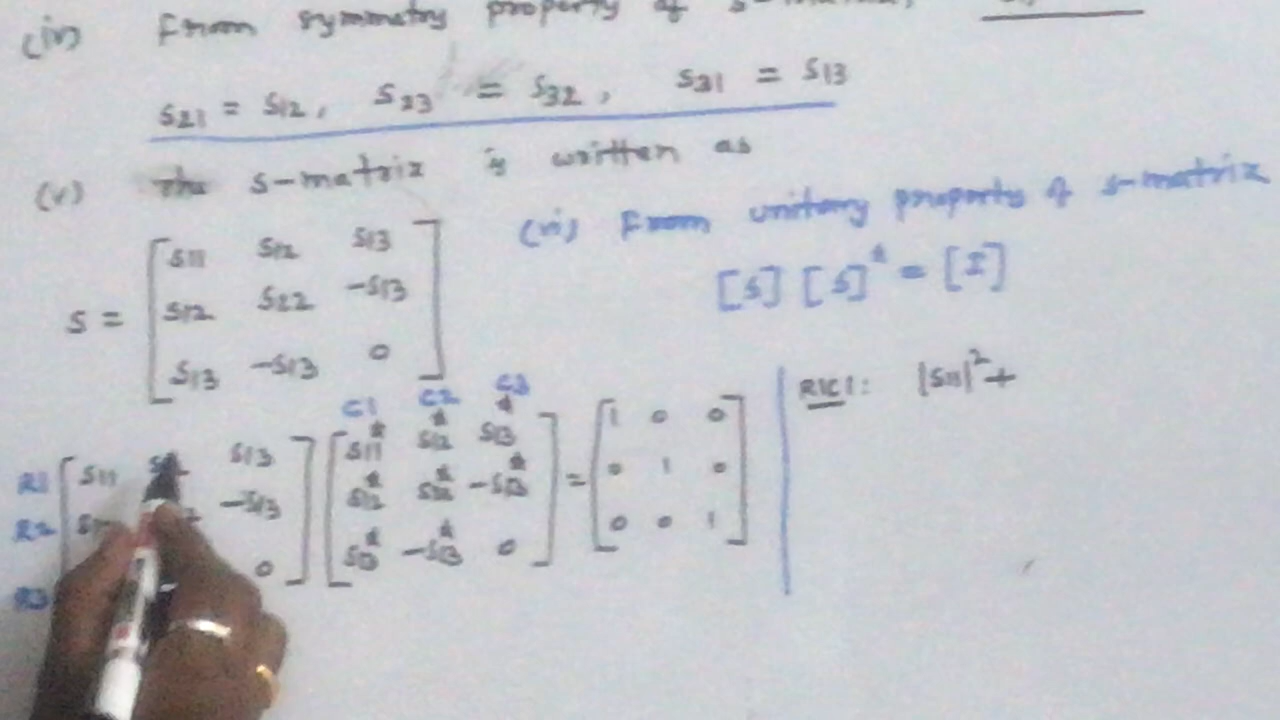 (iv) From symmetry property of s-matrix,
S21 = S12, S23 = S32, S31 = S13
(v) The s-matrix is written as
(vi) From unitary property of s-matrix
[S] [S]* = [I]
S = [ S11 S12 S13
S12 S22 -S13
S13 -S13 0 ]
R1C1: |S11|² +
C1 C2 C3
R1 [ S11 S13 ] [ S11* S12* S13* ] = [ 1 0 0 ]
R2 -S13 S12* S22* -S13* 0 1 0
R3 0 S13* -S13* 0 0 0 1